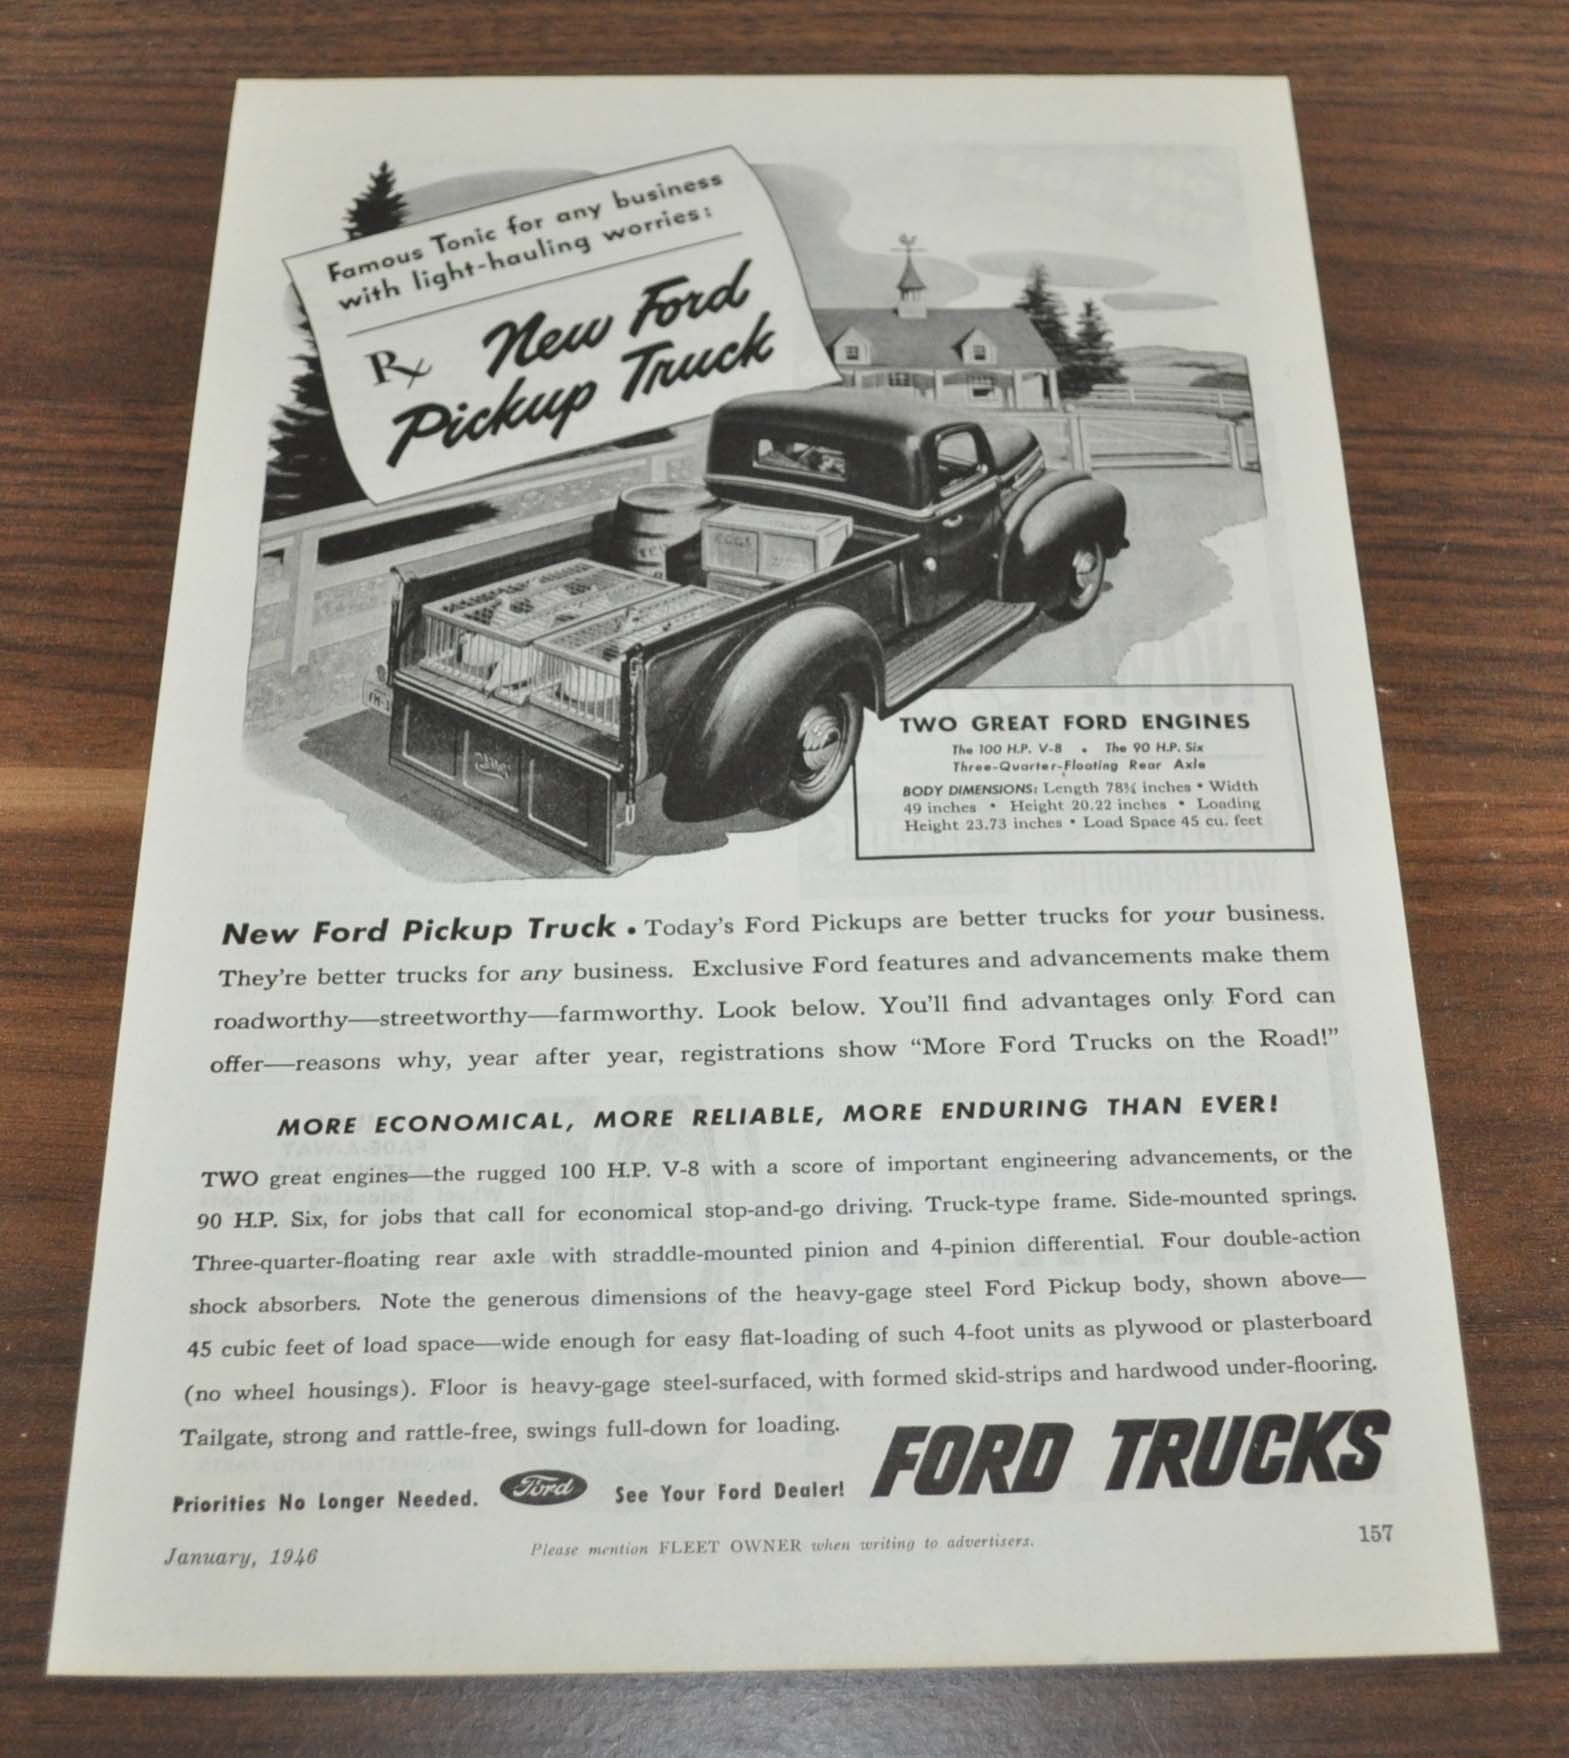 Famous Tonic for any business
with light-hauling worries:
Rx New Ford
Pickup Truck
EGGS
Ford
TWO GREAT FORD ENGINES
The 100 H.P. V-8 • The 90 H.P. Six
Three-Quarter-Floating Rear Axle
BODY DIMENSIONS: Length 78¼ inches • Width
49 inches • Height 20.22 inches • Loading
Height 23.73 inches • Load Space 45 cu. feet
New Ford Pickup Truck • Today's Ford Pickups are better trucks for your business.
They're better trucks for any business. Exclusive Ford features and advancements make them
roadworthy—streetworthy—farmworthy. Look below. You'll find advantages only Ford can
offer—reasons why, year after year, registrations show “More Ford Trucks on the Road!”
MORE ECONOMICAL, MORE RELIABLE, MORE ENDURING THAN EVER!
TWO great engines—the rugged 100 H.P. V-8 with a score of important engineering advancements, or the
90 H.P. Six, for jobs that call for economical stop-and-go driving. Truck-type frame. Side-mounted springs.
Three-quarter-floating rear axle with straddle-mounted pinion and 4-pinion differential. Four double-action
shock absorbers. Note the generous dimensions of the heavy-gage steel Ford Pickup body, shown above—
45 cubic feet of load space—wide enough for easy flat-loading of such 4-foot units as plywood or plasterboard
(no wheel housings). Floor is heavy-gage steel-surfaced, with formed skid-strips and hardwood under-flooring.
Tailgate, strong and rattle-free, swings full-down for loading.
FORD TRUCKS
Priorities No Longer Needed. Ford See Your Ford Dealer!
January, 1946 Please mention FLEET OWNER when writing to advertisers. 157